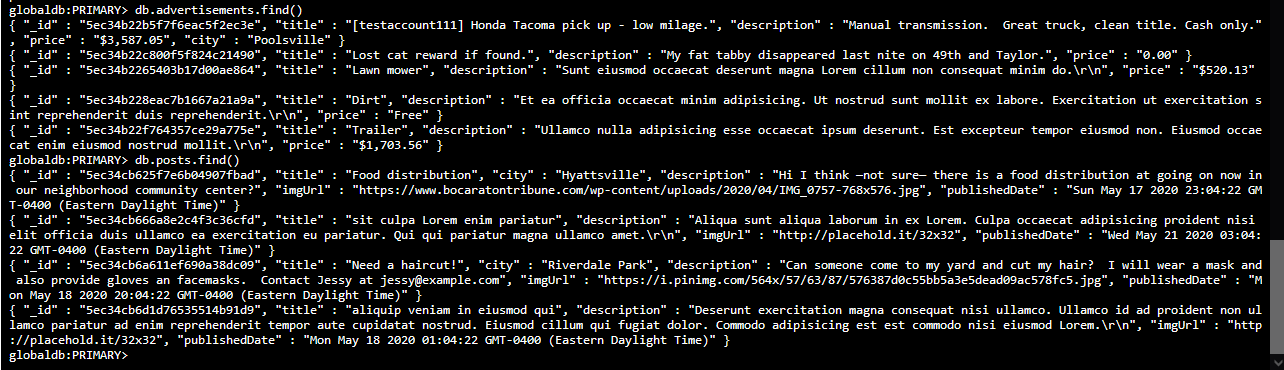 globaldb:PRIMARY> db.advertisements.find()
{ "_id" : "5ec34b22b5f7f6eac5f2ec3e", "title" : "[testaccount111] Honda Tacoma pick up - low milage.", "description" : "Manual transmission.  Great truck, clean title. Cash only."
, "price" : "$3,587.05", "city" : "Poolsville" }
{ "_id" : "5ec34b22c800f5f824c21490", "title" : "Lost cat reward if found.", "description" : "My fat tabby disappeared last nite on 49th and Taylor.", "price" : "0.00" }
{ "_id" : "5ec34b2265403b17d00ae864", "title" : "Lawn mower", "description" : "Sunt eiusmod occaecat deserunt magna Lorem cillum non consequat minim do.\r\n", "price" : "$520.13"
}
{ "_id" : "5ec34b228eac7b1667a21a9a", "title" : "Dirt", "description" : "Et ea officia occaecat minim adipisicing. Ut nostrud sunt mollit ex labore. Exercitation ut exercitation s
int reprehenderit duis reprehenderit.\r\n", "price" : "Free" }
{ "_id" : "5ec34b22f764357ce29a775e", "title" : "Trailer", "description" : "Ullamco nulla adipisicing esse occaecat ipsum deserunt. Est excepteur tempor eiusmod non. Eiusmod occae
cat enim eiusmod nostrud mollit.\r\n", "price" : "$1,703.56" }
globaldb:PRIMARY> db.posts.find()
{ "_id" : "5ec34cb625f7e6b04907fbad", "title" : "Food distribution", "city" : "Hyattsville", "description" : "Hi I think —not sure— there is a food distribution at going on now in
 our neighborhood community center?", "imgUrl" : "https://www.bocaratontribune.com/wp-content/uploads/2020/04/IMG_0757-768x576.jpg", "publishedDate" : "Sun May 17 2020 23:04:22 GM
T-0400 (Eastern Daylight Time)" }
{ "_id" : "5ec34cb666a8e2c4f3c36cfd", "title" : "sit culpa Lorem enim pariatur", "description" : "Aliqua sunt aliqua laborum in ex Lorem. Culpa occaecat adipisicing proident nisi
elit officia duis ullamco ea exercitation eu pariatur. Qui qui pariatur magna ullamco amet.\r\n", "imgUrl" : "http://placehold.it/32x32", "publishedDate" : "Wed May 21 2020 03:04:
22 GMT-0400 (Eastern Daylight Time)" }
{ "_id" : "5ec34cb6a611ef690a38dc09", "title" : "Need a haircut!", "city" : "Riverdale Park", "description" : "Can someone come to my yard and cut my hair?  I will wear a mask and
 also provide gloves an facemasks.  Contact Jessy at jessy@example.com", "imgUrl" : "https://i.pinimg.com/564x/57/63/87/576387d0c55bb5a3e5dead09ac578fc5.jpg", "publishedDate" : "M
on May 18 2020 20:04:22 GMT-0400 (Eastern Daylight Time)" }
{ "_id" : "5ec34cb6d1d76535514b91d9", "title" : "aliquip veniam in eiusmod qui", "description" : "Deserunt exercitation magna consequat nisi ullamco. Ullamco id ad proident non ul
lamco pariatur ad enim reprehenderit tempor aute cupidatat nostrud. Eiusmod cillum qui fugiat dolor. Commodo adipisicing est est commodo nisi eiusmod Lorem.\r\n", "imgUrl" : "http
://placehold.it/32x32", "publishedDate" : "Mon May 18 2020 01:04:22 GMT-0400 (Eastern Daylight Time)" }
globaldb:PRIMARY>